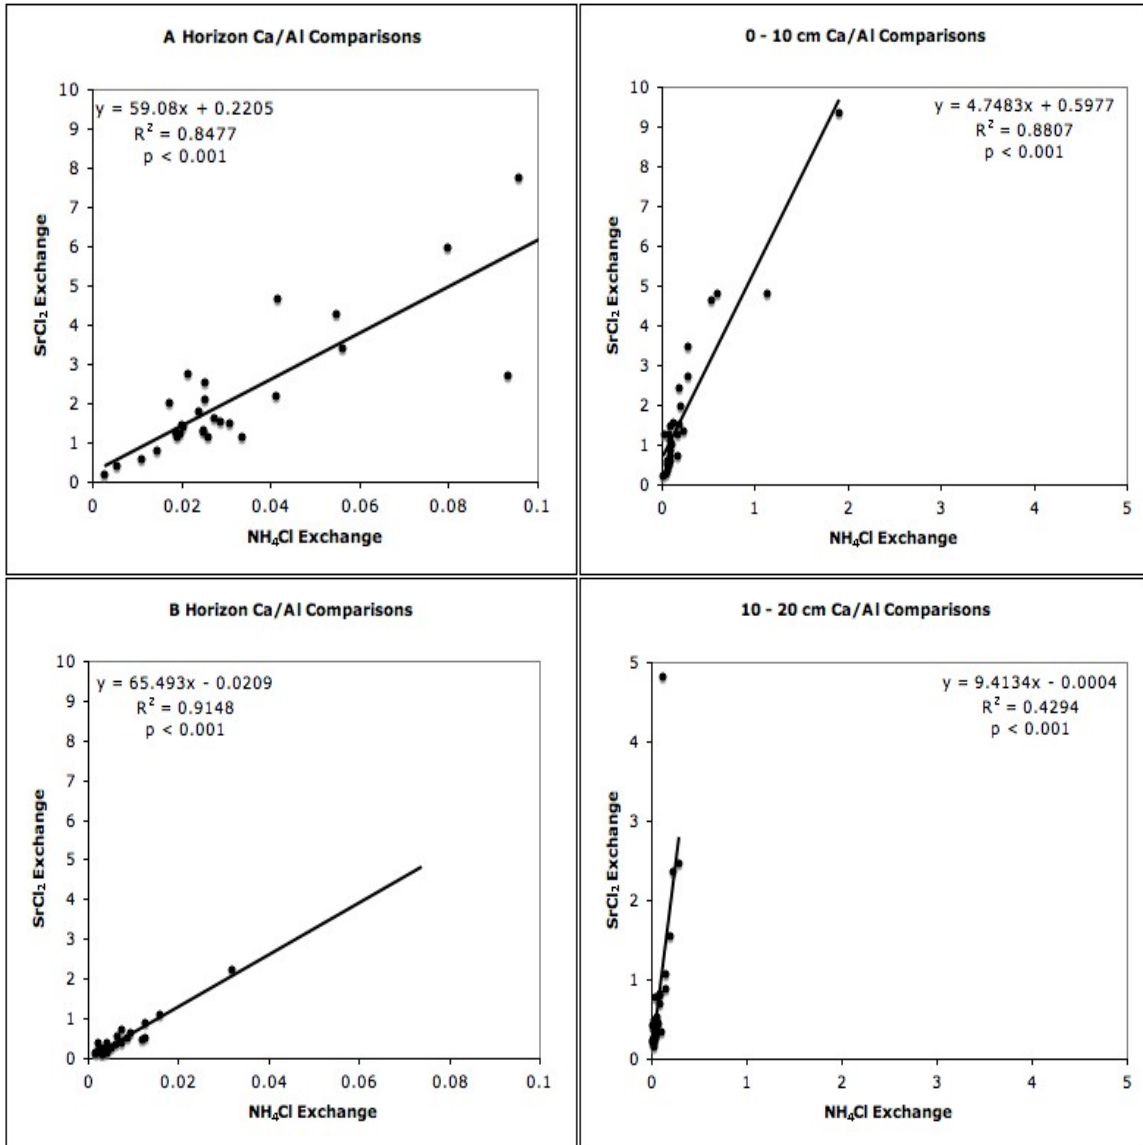 A Horizon Ca/Al Comparisons
y = 59.08x + 0.2205
R² = 0.8477
p < 0.001
10
9
8
7
6
5
4
3
2
1
0
SrCl₂ Exchange
0 0.02 0.04 0.06 0.08 0.1
NH₄Cl Exchange
0 - 10 cm Ca/Al Comparisons
y = 4.7483x + 0.5977
R² = 0.8807
p < 0.001
10
9
8
7
6
5
4
3
2
1
0
SrCl₂ Exchange
0 1 2 3 4 5
NH₄Cl Exchange
B Horizon Ca/Al Comparisons
y = 65.493x - 0.0209
R² = 0.9148
p < 0.001
10
9
8
7
6
5
4
3
2
1
0
SrCl₂ Exchange
0 0.02 0.04 0.06 0.08 0.1
NH₄Cl Exchange
10 - 20 cm Ca/Al Comparisons
y = 9.4134x - 0.0004
R² = 0.4294
p < 0.001
5
4
3
2
1
0
SrCl₂ Exchange
0 1 2 3 4 5
NH₄Cl Exchange